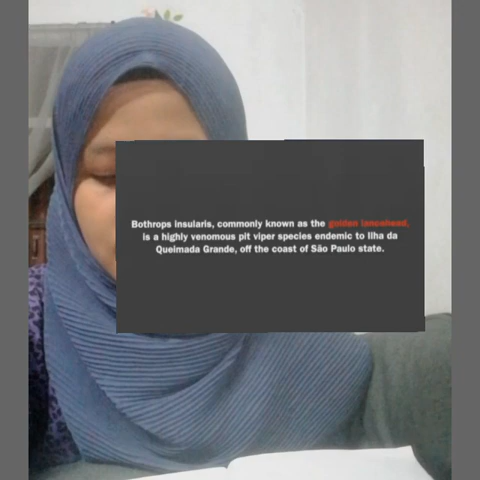 Bothrops insularis, commonly known as the golden lancehead,
is a highly venomous pit viper species endemic to Ilha da
Queimada Grande, off the coast of São Paulo state.